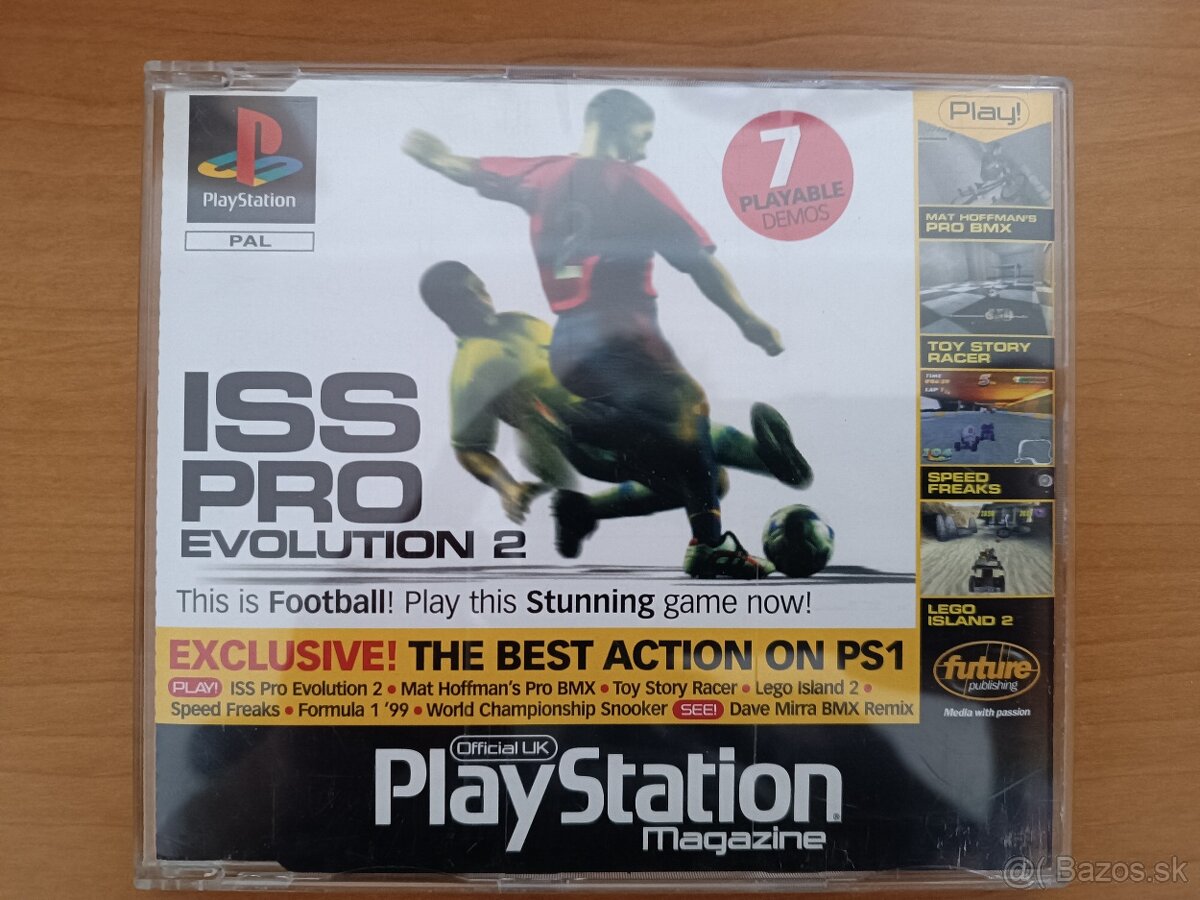 PlayStation
PAL
7
PLAYABLE
DEMOS
ISS
PRO
EVOLUTION 2
This is Football! Play this Stunning game now!
EXCLUSIVE! THE BEST ACTION ON PS1
PLAY! ISS Pro Evolution 2 • Mat Hoffman's Pro BMX • Toy Story Racer • Lego Island 2 •
Speed Freaks • Formula 1 '99 • World Championship Snooker SEE! Dave Mirra BMX Remix
Official UK
PlayStation
Magazine
Play!
MAT HOFFMAN'S
PRO BMX
TOY STORY
RACER
SPEED
FREAKS
LEGO
ISLAND 2
future
publishing
Media with passion
@( Bazos.sk